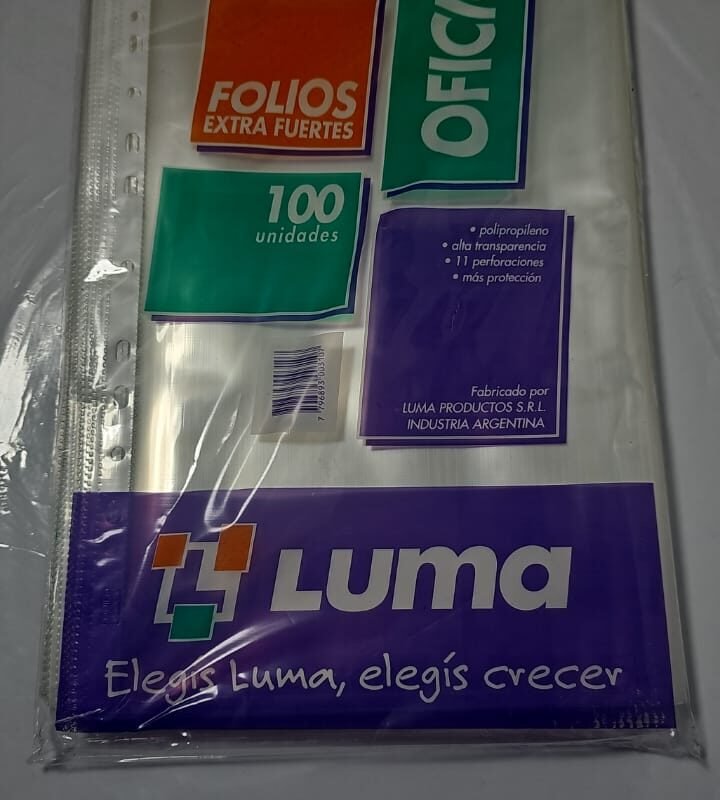 FOLIOS
EXTRA FUERTES
100
unidades
• polipropileno
• alta transparencia
• 11 perforaciones
• más protección
Fabricado por
LUMA PRODUCTOS S.R.L.
INDUSTRIA ARGENTINA
LUMA
Elegís Luma, elegís crecer